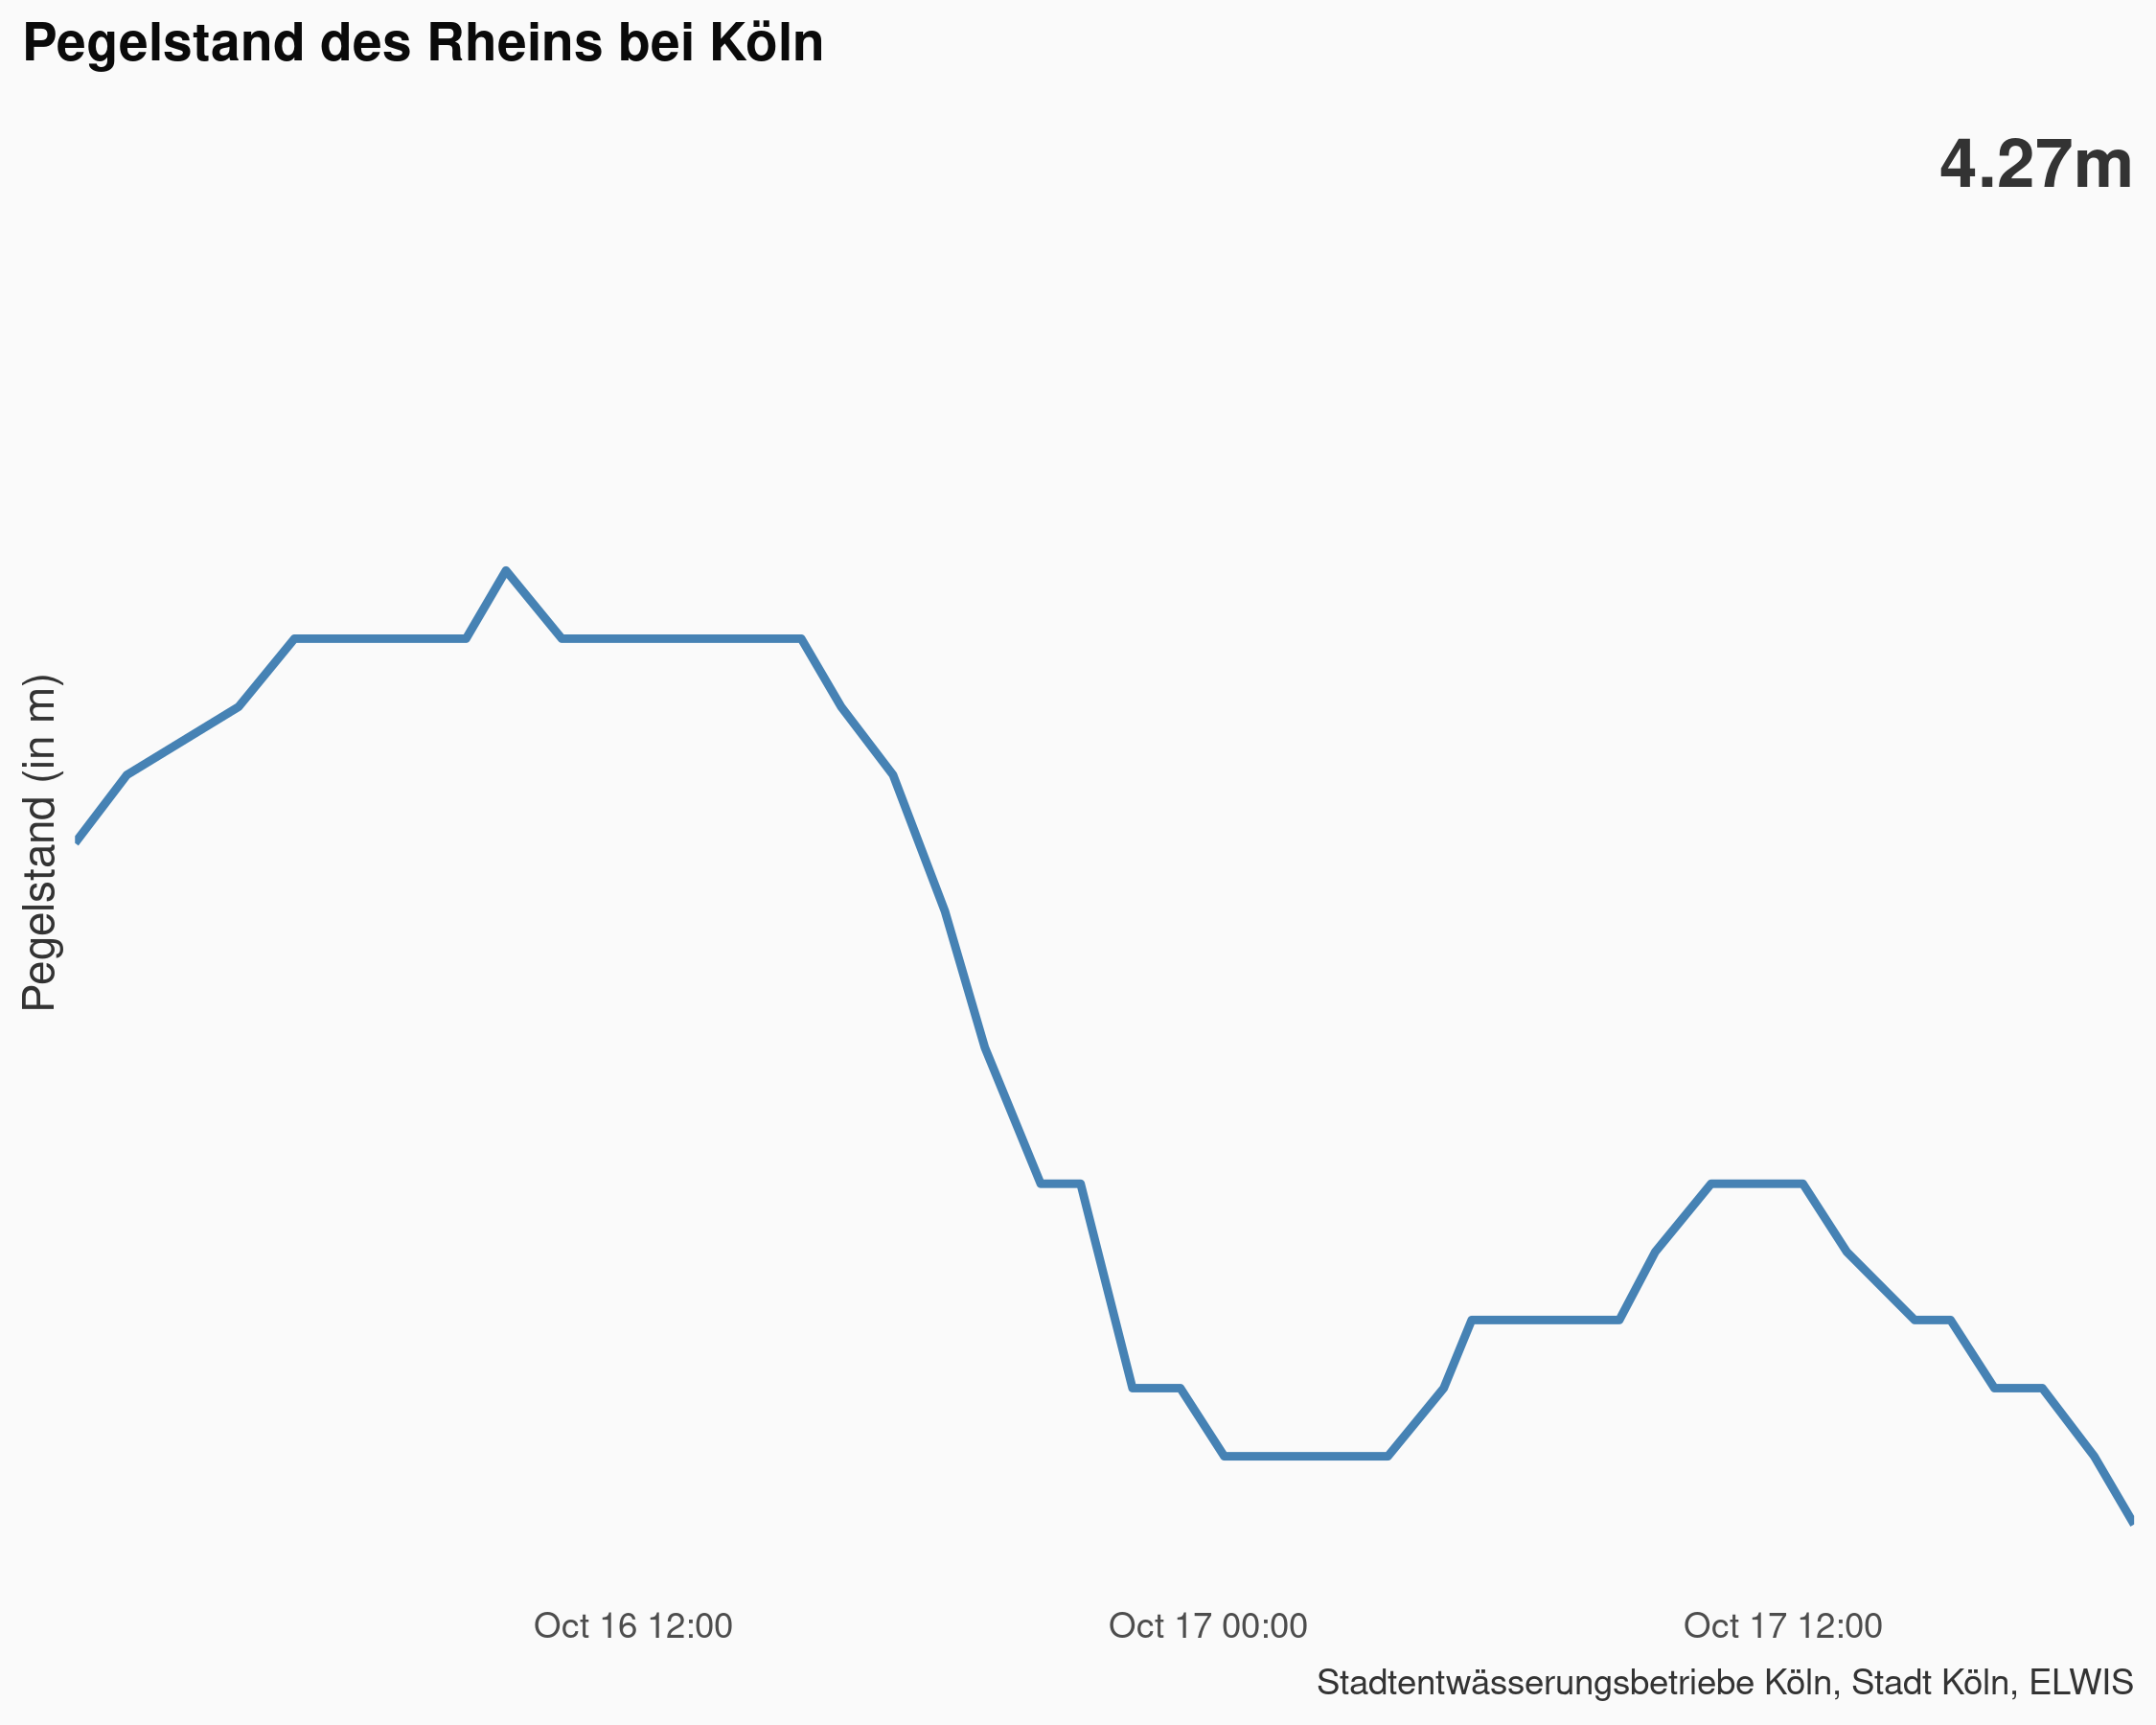 Pegelstand des Rheins bei Köln
4.27m
Pegelstand (in m)
Oct 16 12:00
Oct 17 00:00
Oct 17 12:00
Stadtentwässerungsbetriebe Köln, Stadt Köln, ELWIS